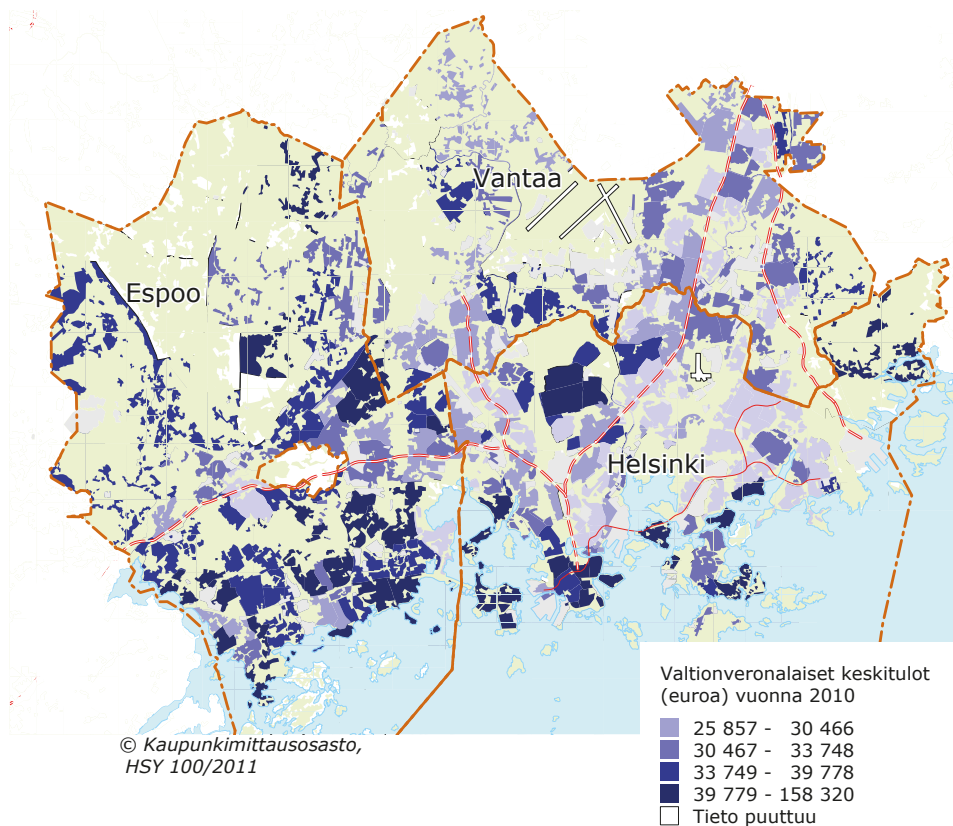 Vantaa
Espoo
Helsinki
Valtionveronalaiset keskitulot
(euroa) vuonna 2010
25 857 - 30 466
30 467 - 33 748
33 749 - 39 778
39 779 - 158 320
Tieto puuttuu
© Kaupunkimittausosasto,
HSY 100/2011